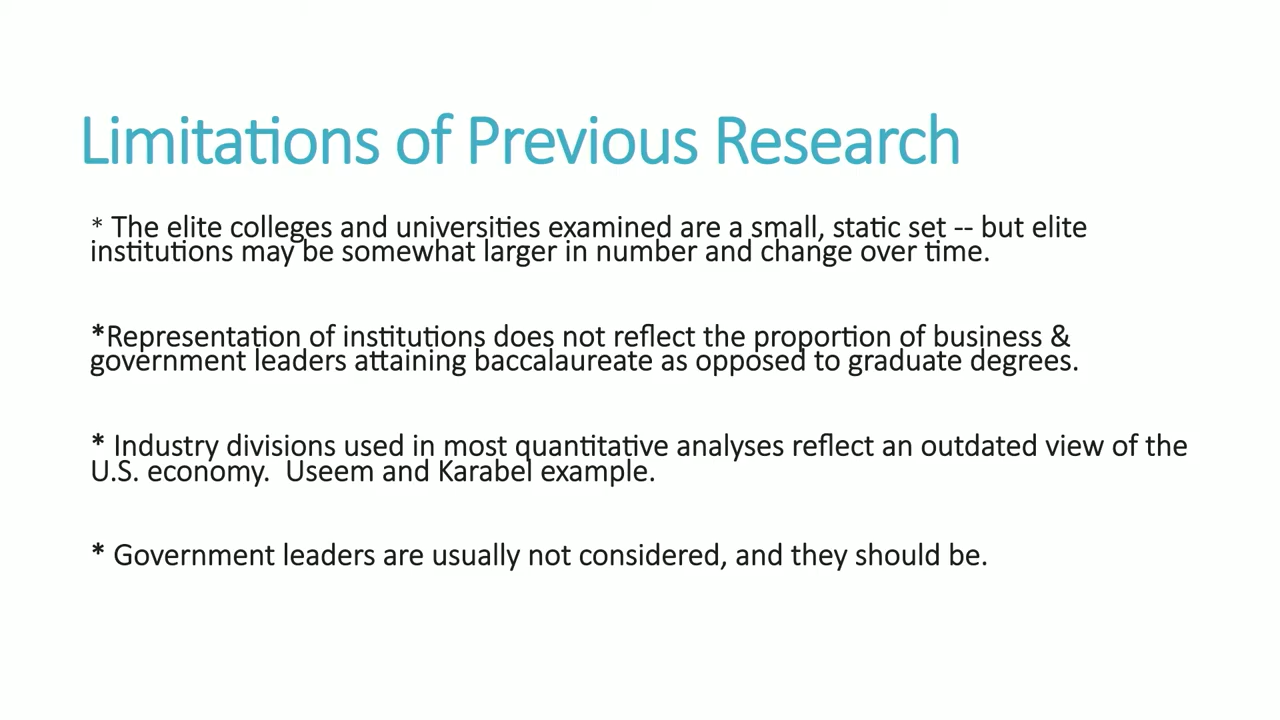 Limitations of Previous Research
* The elite colleges and universities examined are a small, static set -- but elite
institutions may be somewhat larger in number and change over time.
*Representation of institutions does not reflect the proportion of business &
government leaders attaining baccalaureate as opposed to graduate degrees.
* Industry divisions used in most quantitative analyses reflect an outdated view of the
U.S. economy.  Useem and Karabel example.
* Government leaders are usually not considered, and they should be.